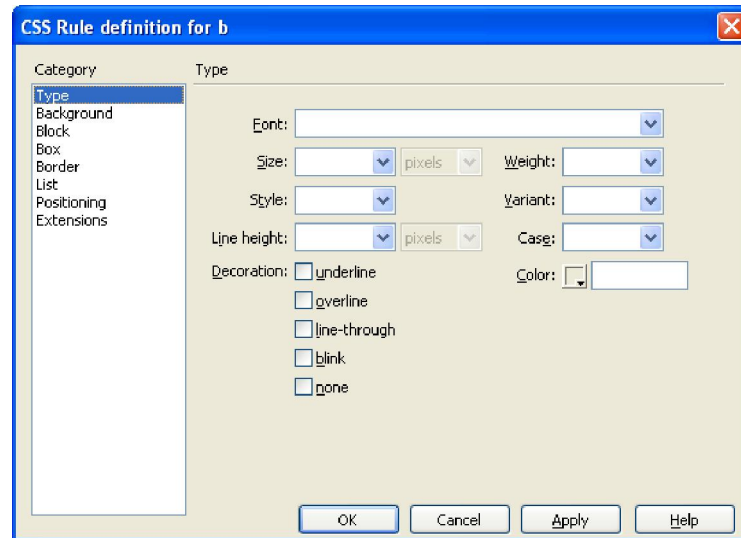 CSS Rule definition for b
Category
Type
Type
Background
Block
Box
Border
List
Positioning
Extensions
Font:
Size: pixels Weight:
Style: Variant:
Line height: pixels Case:
Decoration: underline Color:
overline
line-through
blink
none
OK Cancel Apply Help